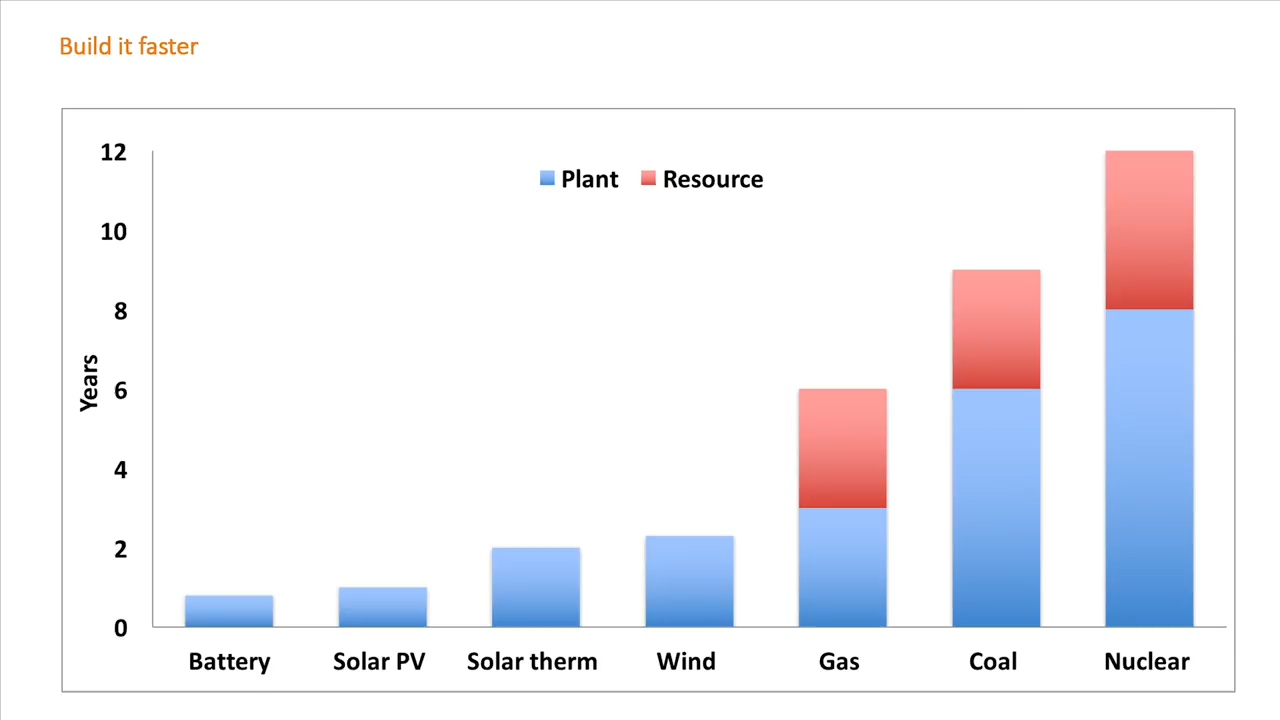 Build it faster
Plant Resource
12
10
8
6
4
2
0
Years
Battery Solar PV Solar therm Wind Gas Coal Nuclear